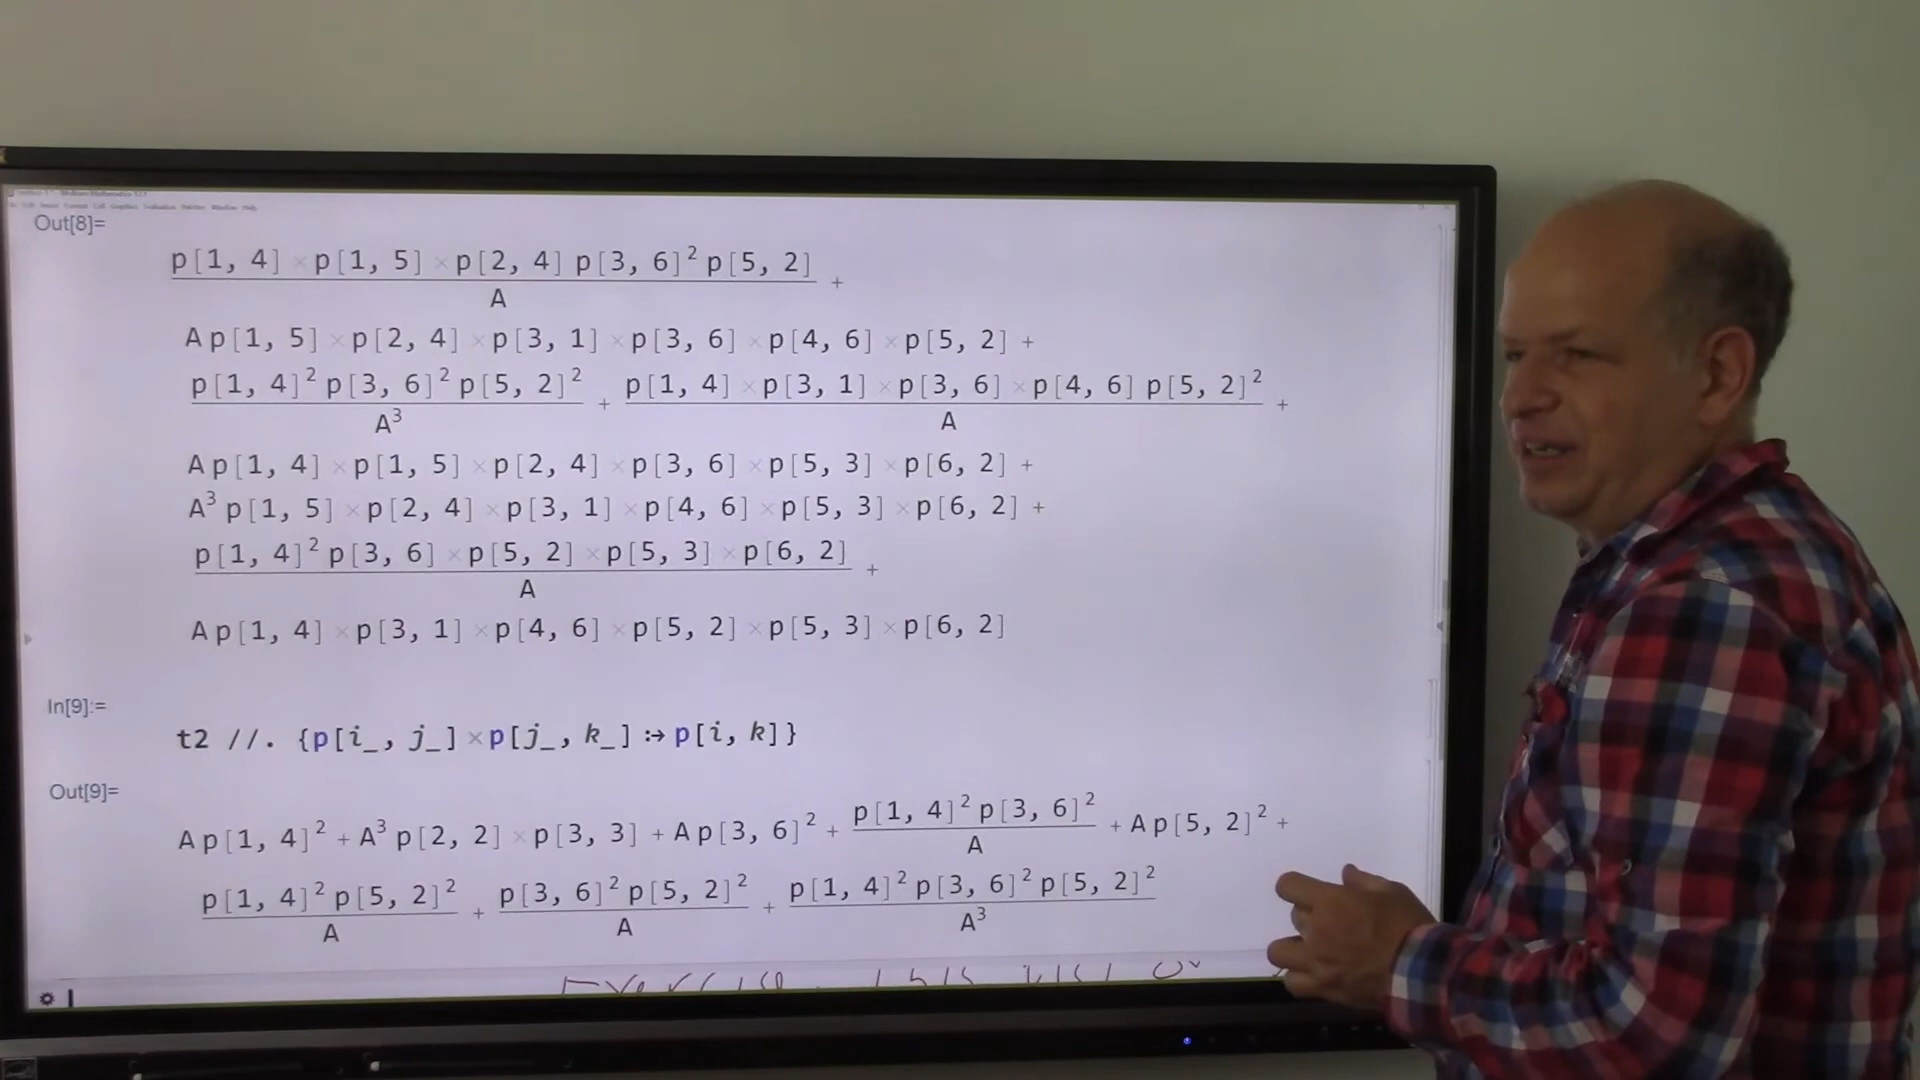 Out[8]=
p[1, 4] × p[1, 5] × p[2, 4] p[3, 6]² p[5, 2]
A
+
A p[1, 5] × p[2, 4] × p[3, 1] × p[3, 6] × p[4, 6] × p[5, 2] +
p[1, 4]² p[3, 6]² p[5, 2]² / A³ + p[1, 4] × p[3, 1] × p[3, 6] × p[4, 6] p[5, 2]² / A +
A p[1, 4] × p[1, 5] × p[2, 4] × p[3, 6] × p[5, 3] × p[6, 2] +
A³ p[1, 5] × p[2, 4] × p[3, 1] × p[4, 6] × p[5, 3] × p[6, 2] +
p[1, 4]² p[3, 6] × p[5, 2] × p[5, 3] × p[6, 2] / A +
A p[1, 4] × p[3, 1] × p[4, 6] × p[5, 2] × p[5, 3] × p[6, 2]
In[9]:=
t2 //. {p[i_, j_] × p[j_, k_] :→ p[i, k]}
Out[9]=
A p[1, 4]² + A³ p[2, 2] × p[3, 3] + A p[3, 6]² + p[1, 4]² p[3, 6]² / A + A p[5, 2]² +
p[1, 4]² p[5, 2]² / A + p[3, 6]² p[5, 2]² / A + p[1, 4]² p[3, 6]² p[5, 2]² / A³